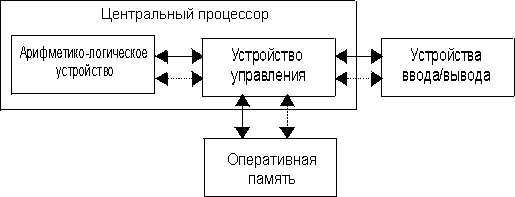 Центральный процессор
Арифметико-логическое
устройство
Устройство
управления
Устройства
ввода/вывода
Оперативная
память